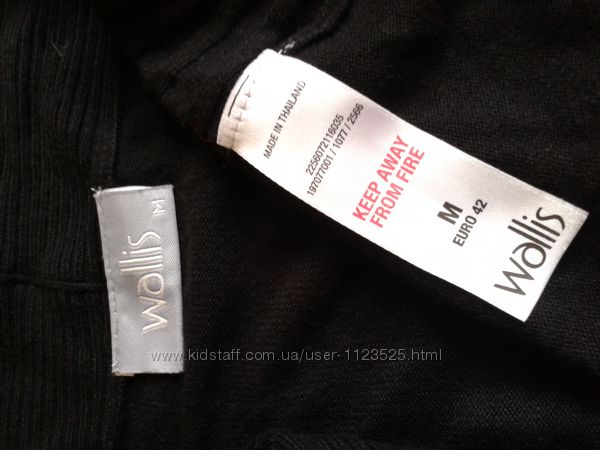 wallis
M
MADE IN THAILAND
2256072116035
197077001 / 1077 / 2566
KEEP AWAY
FROM FIRE
M
EURO 42
wallis
www.kidstaff.com.ua/user-1123525.html